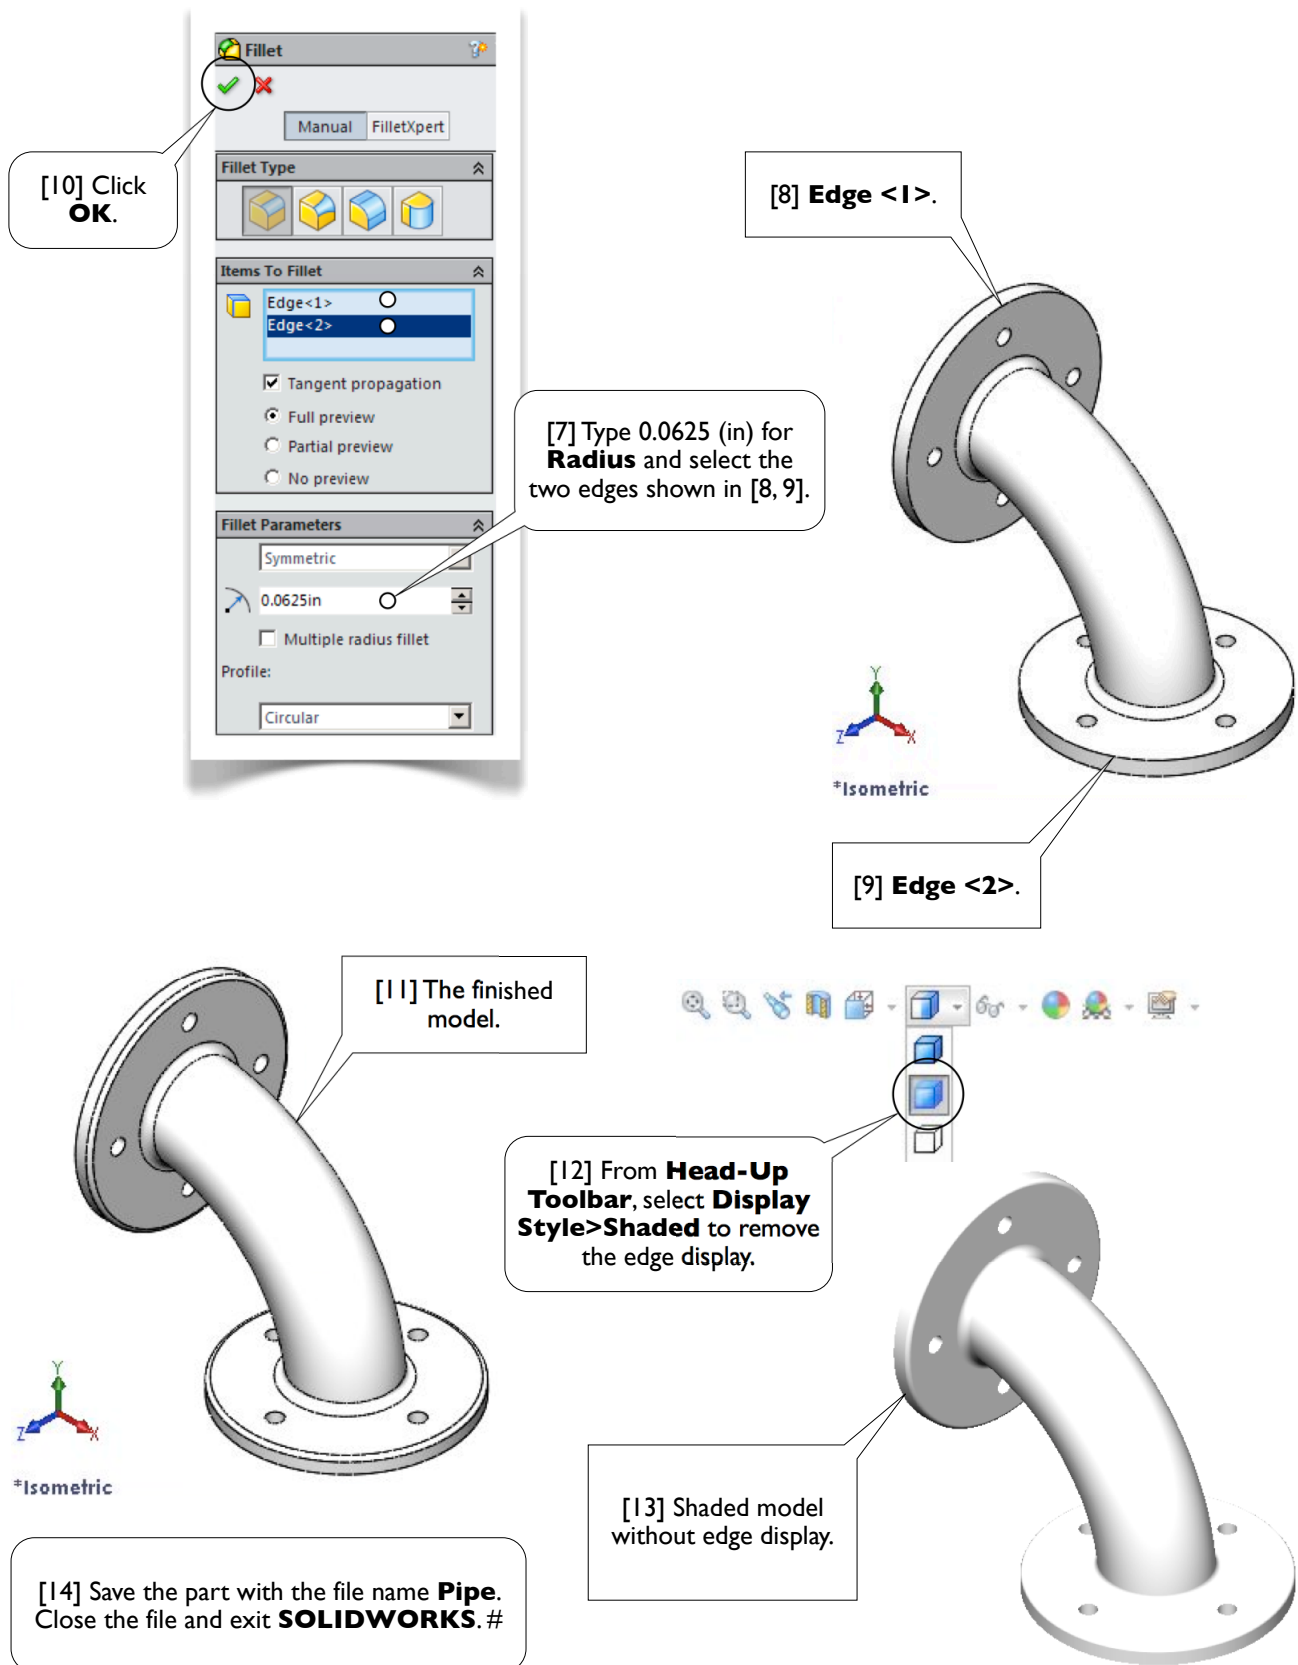 Fillet
Manual FilletXpert
Fillet Type
[10] Click
OK.
Items To Fillet
Edge<1>
Edge<2>
Tangent propagation
Full preview
Partial preview
No preview
Fillet Parameters
Symmetric
0.0625in
Multiple radius fillet
Profile:
Circular
[7] Type 0.0625 (in) for
Radius and select the
two edges shown in [8, 9].
[8] Edge <1>.
Y
Z
X
*Isometric
[9] Edge <2>.
[11] The finished
model.
[12] From Head-Up
Toolbar, select Display
Style>Shaded to remove
the edge display.
Y
Z
X
*Isometric
[13] Shaded model
without edge display.
[14] Save the part with the file name Pipe.
Close the file and exit SOLIDWORKS. #